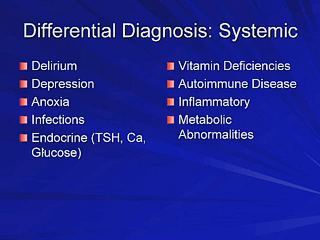 Differential Diagnosis: Systemic
Delirium
Depression
Anoxia
Infections
Endocrine (TSH, Ca,
Glucose)
Vitamin Deficiencies
Autoimmune Disease
Inflammatory
Metabolic
Abnormalities